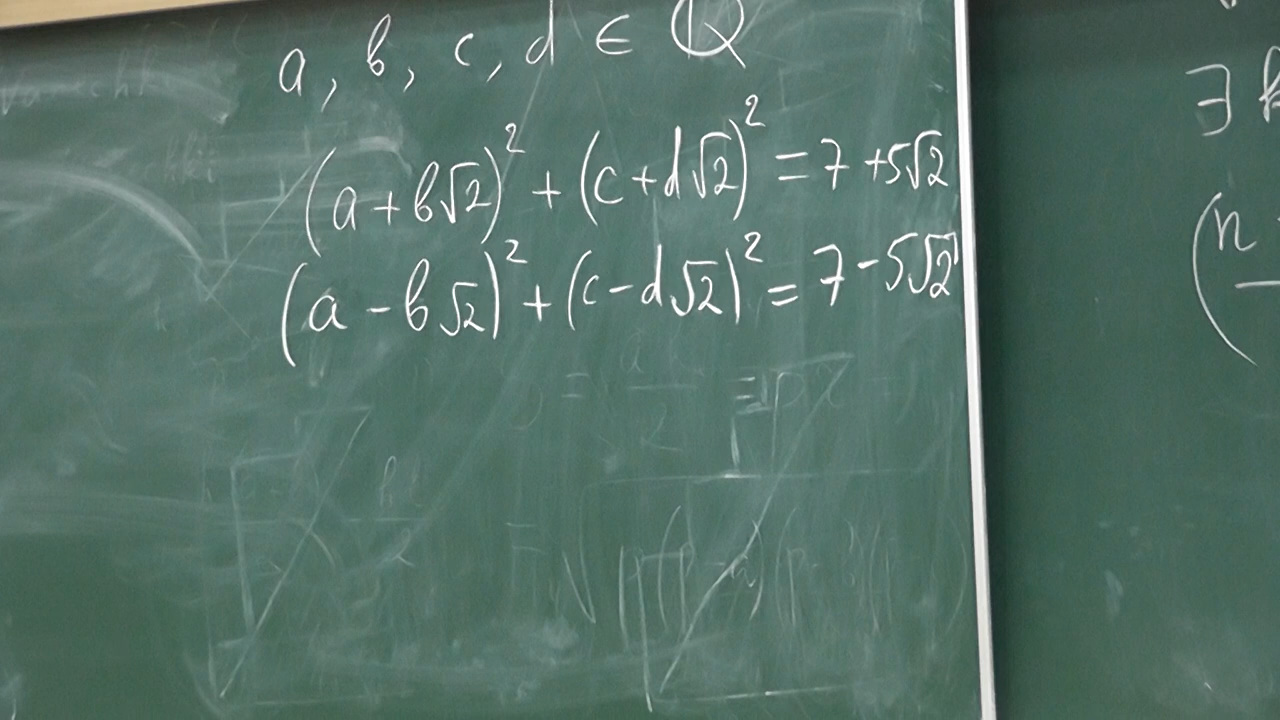 a, b, c, d ∈ ℚ
(a + b√2)² + (c + d√2)² = 7 + 5√2
(a - b√2)² + (c - d√2)² = 7 - 5√2
∃
(n